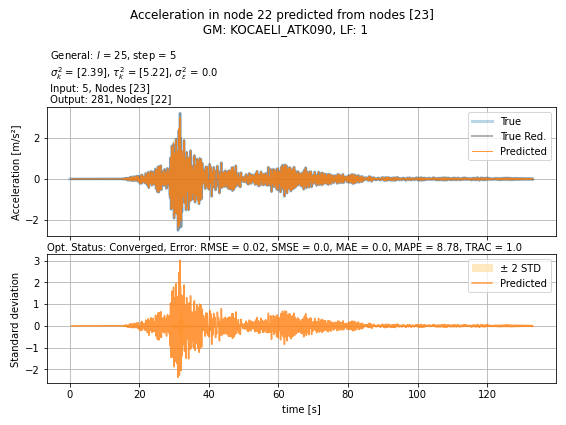 Acceleration in node 22 predicted from nodes [23]
GM: KOCAELI_ATK090, LF: 1
General: l = 25, step = 5
σ²ₖ = [2.39], τ²ₖ = [5.22], σ²ε = 0.0
Input: 5, Nodes [23]
Output: 281, Nodes [22]
True
True Red.
Predicted
Acceleration [m/s²]
2
0
−2
Opt. Status: Converged, Error: RMSE = 0.02, SMSE = 0.0, MAE = 0.0, MAPE = 8.78, TRAC = 1.0
± 2 STD
Predicted
Standard deviation
3
2
1
0
−1
−2
0 20 40 60 80 100 120
time [s]